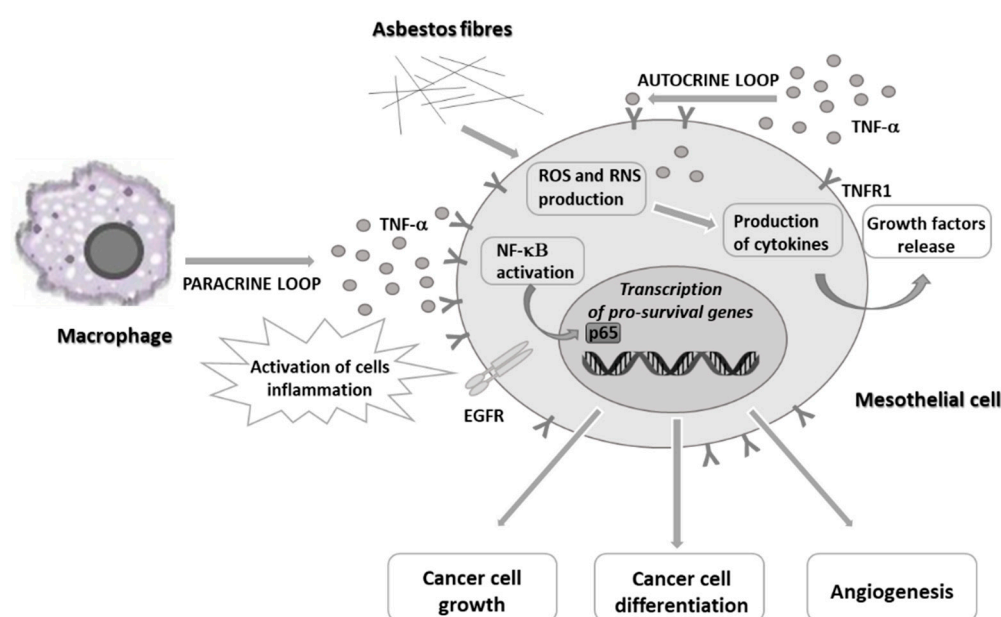 Asbestos fibres
AUTOCRINE LOOP
TNF-α
ROS and RNS
production
TNFR1
TNF-α
Production
of cytokines
Growth factors
release
NF-κB
activation
PARACRINE LOOP
Transcription
of pro-survival genes
p65
Macrophage
Activation of cells
inflammation
EGFR
Mesothelial cell
Cancer cell
growth
Cancer cell
differentiation
Angiogenesis